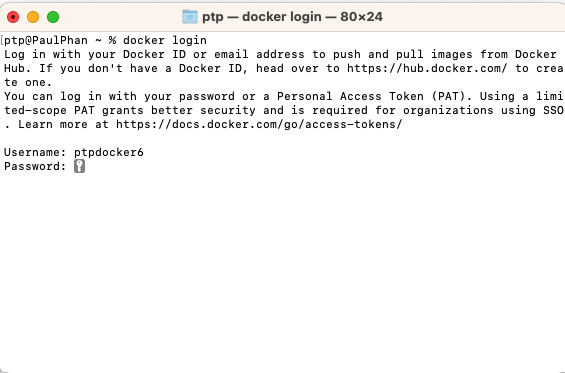 ptp — docker login — 80×24
[ptp@PaulPhan ~ % docker login
Log in with your Docker ID or email address to push and pull images from Docker
Hub. If you don't have a Docker ID, head over to https://hub.docker.com/ to crea
te one.
You can log in with your password or a Personal Access Token (PAT). Using a limi
ted-scope PAT grants better security and is required for organizations using SSO
. Learn more at https://docs.docker.com/go/access-tokens/
Username: ptpdocker6
Password: